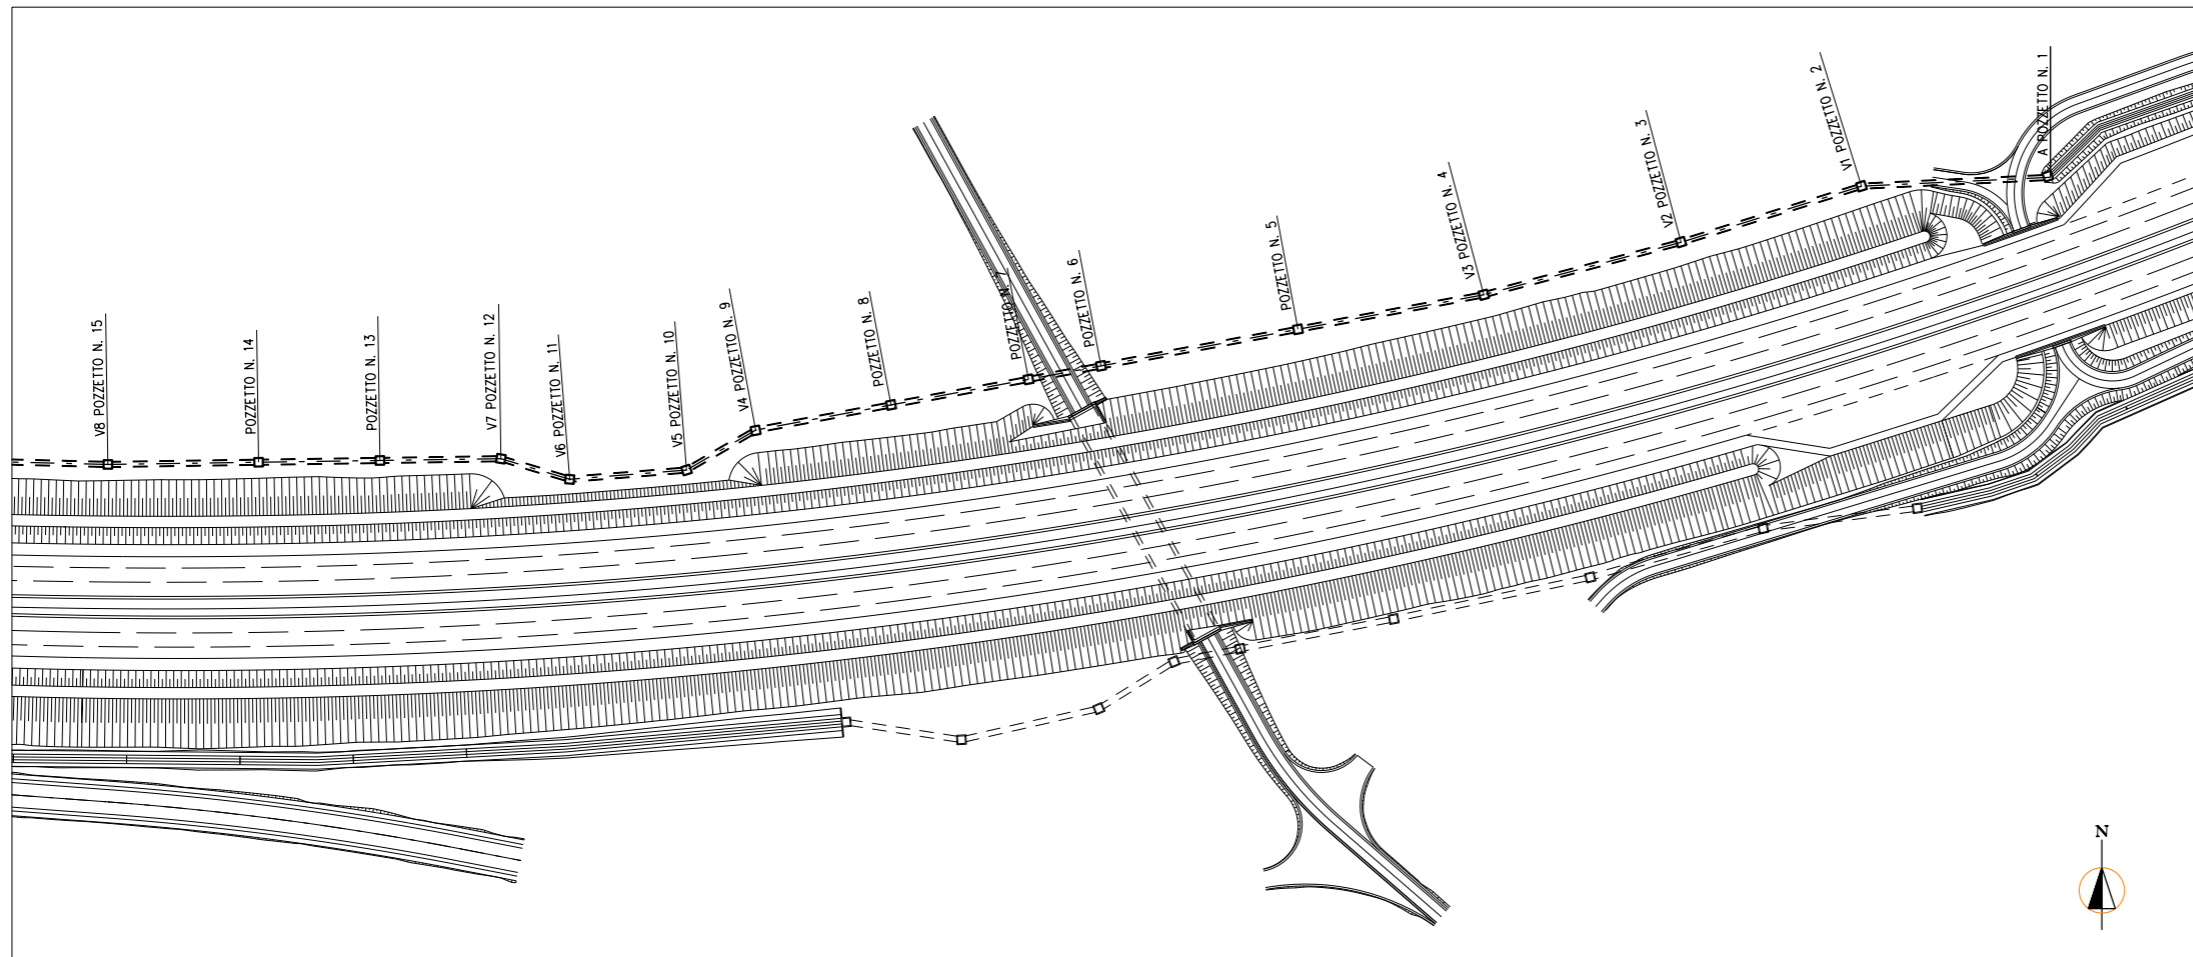 V8 POZZETTO N. 15
POZZETTO N. 14
POZZETTO N. 13
V7 POZZETTO N. 12
V6 POZZETTO N. 11
V5 POZZETTO N. 10
V4 POZZETTO N. 9
POZZETTO N. 8
POZZETTO N. 7
POZZETTO N. 6
POZZETTO N. 5
V3 POZZETTO N. 4
V2 POZZETTO N. 3
V1 POZZETTO N. 2
A POZZETTO N. 1
N